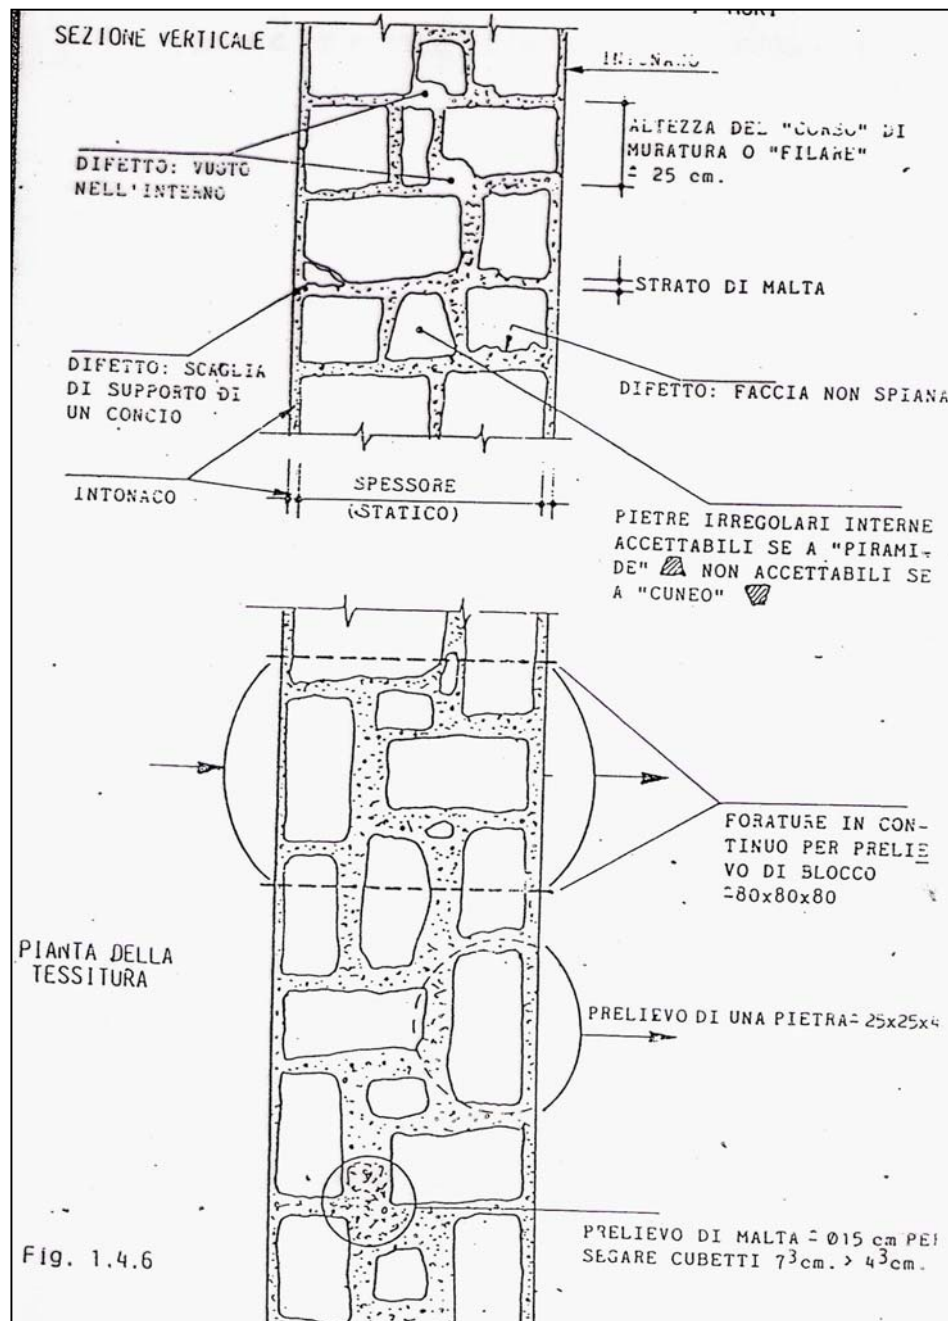 MURI
SEZIONE VERTICALE
INTONACO
ALTEZZA DEL "CORSO" DI
MURATURA O "FILARE"
≃ 25 cm.
DIFETTO: VUOTO
NELL'INTERNO
STRATO DI MALTA
DIFETTO: SCAGLIA
DI SUPPORTO DI
UN CONCIO
DIFETTO: FACCIA NON SPIANA
INTONACO
SPESSORE
(STATICO)
PIETRE IRREGOLARI INTERNE
ACCETTABILI SE A "PIRAMI-
DE" NON ACCETTABILI SE
A "CUNEO"
FORATURE IN CON-
TINUO PER PRELIE
VO DI BLOCCO
≃80x80x80
PIANTA DELLA
TESSITURA
PRELIEVO DI UNA PIETRA≃25x25x4
PRELIEVO DI MALTA ≃ Ø15 cm PER
SEGARE CUBETTI 7³cm. > 4³cm.
Fig. 1.4.6